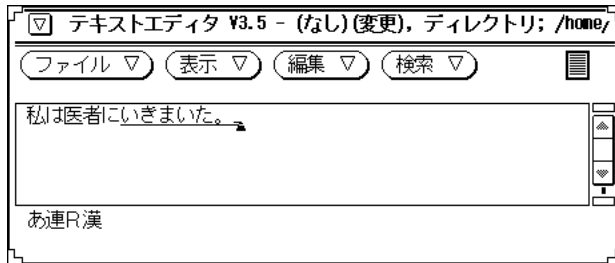 テキストエディタ V3.5 - (なし)(変更), ディレクトリ; /home/
ファイル ▽ 表示 ▽ 編集 ▽ 検索 ▽
私は医者にいきまいた。
あ連R漢